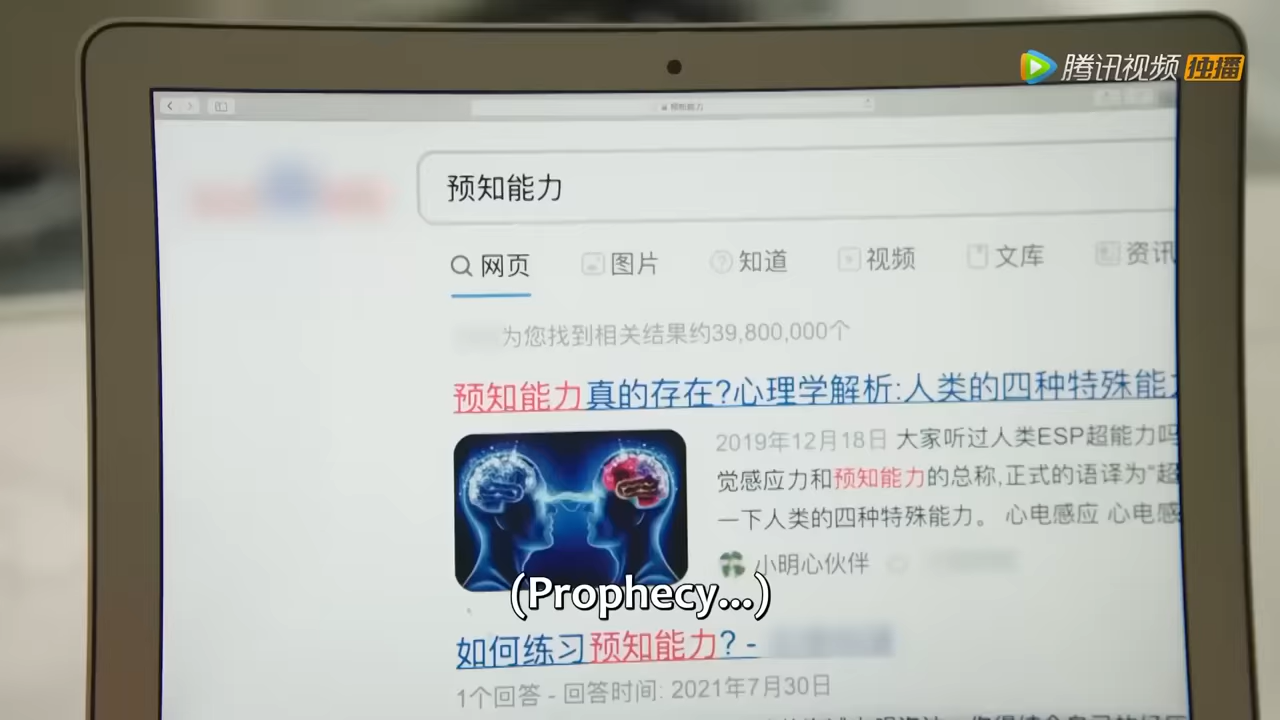 腾讯视频 独播
预知能力
预知能力
网页 图片 知道 视频 文库 资讯
为您找到相关结果约39,800,000个
预知能力真的存在?心理学解析:人类的四种特殊能
2019年12月18日 大家听过人类ESP超能力吗
觉感应力和预知能力的总称,正式的语译为“超
一下人类的四种特殊能力。 心电感应 心电感
小明心伙伴
(Prophecy...)
如何练习预知能力? -
1个回答 - 回答时间: 2021年7月30日